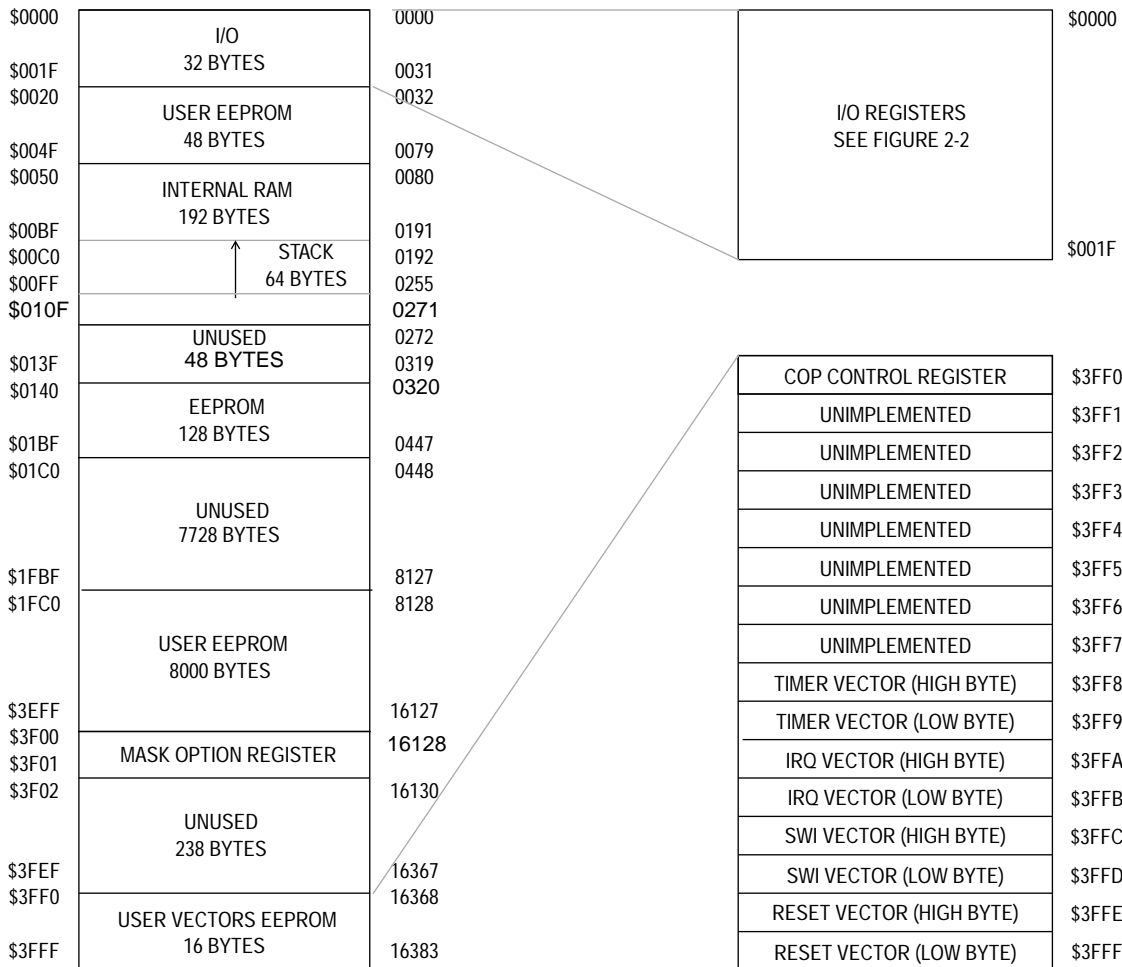 $0000
I/O
32 BYTES
0000
$001F
0031
$0020
0032
USER EEPROM
48 BYTES
$004F
0079
$0050
0080
INTERNAL RAM
192 BYTES
$00BF
0191
$00C0
0192
STACK
64 BYTES
$00FF
0255
$010F
0271
UNUSED
48 BYTES
0272
$013F
0319
$0140
0320
EEPROM
128 BYTES
$01BF
0447
$01C0
0448
UNUSED
7728 BYTES
$1FBF
8127
$1FC0
8128
USER EEPROM
8000 BYTES
$3EFF
16127
$3F00
16128
MASK OPTION REGISTER
$3F01
$3F02
16130
UNUSED
238 BYTES
$3FEF
16367
$3FF0
16368
USER VECTORS EEPROM
16 BYTES
$3FFF
16383
$0000
I/O REGISTERS
SEE FIGURE 2-2
$001F
COP CONTROL REGISTER $3FF0
UNIMPLEMENTED $3FF1
UNIMPLEMENTED $3FF2
UNIMPLEMENTED $3FF3
UNIMPLEMENTED $3FF4
UNIMPLEMENTED $3FF5
UNIMPLEMENTED $3FF6
UNIMPLEMENTED $3FF7
TIMER VECTOR (HIGH BYTE) $3FF8
TIMER VECTOR (LOW BYTE) $3FF9
IRQ VECTOR (HIGH BYTE) $3FFA
IRQ VECTOR (LOW BYTE) $3FFB
SWI VECTOR (HIGH BYTE) $3FFC
SWI VECTOR (LOW BYTE) $3FFD
RESET VECTOR (HIGH BYTE) $3FFE
RESET VECTOR (LOW BYTE) $3FFF